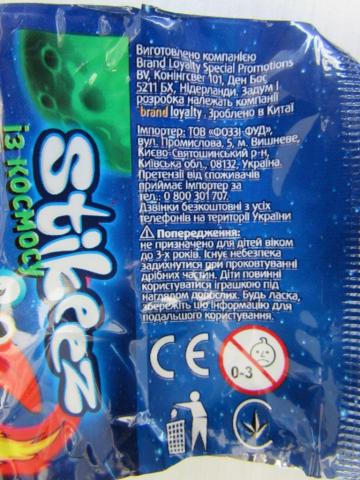 Виготовлено компанією
Brand Loyalty Special Promotions
BV, Конінгсвег 101, Ден Бос
5211 БХ, Нідерланди. Задум і
розробка належать компанії
brand loyalty. Зроблено в Китаї
Імпортер: ТОВ «ФОЗЗІ-ФУД»,
вул. Промислова, 5, м. Вишневе,
Києво-Святошинський р-н,
Київська обл., 08132, Україна.
Претензії від споживачів
приймає імпортер за
тел.: 0 800 301 707.
Дзвінки безкоштовні з усіх
телефонів на території України
Попередження:
не призначено для дітей віком
до 3-х років. Існує небезпека
задихнутися при проковтуванні
дрібних частин. Діти повинні
користуватися іграшкою під
наглядом дорослих. Будь ласка,
збережіть цю інформацію для
подальшого користування.
CE
0-3
stikeez
із космосу